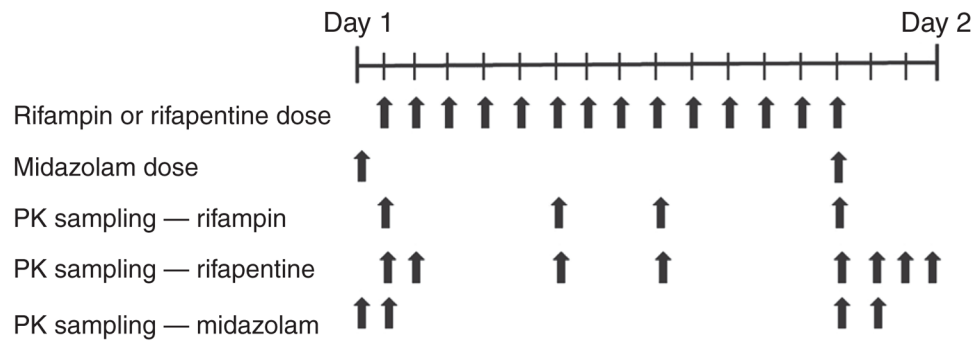 Day 1
Day 2
Rifampin or rifapentine dose
Midazolam dose
PK sampling — rifampin
PK sampling — rifapentine
PK sampling — midazolam